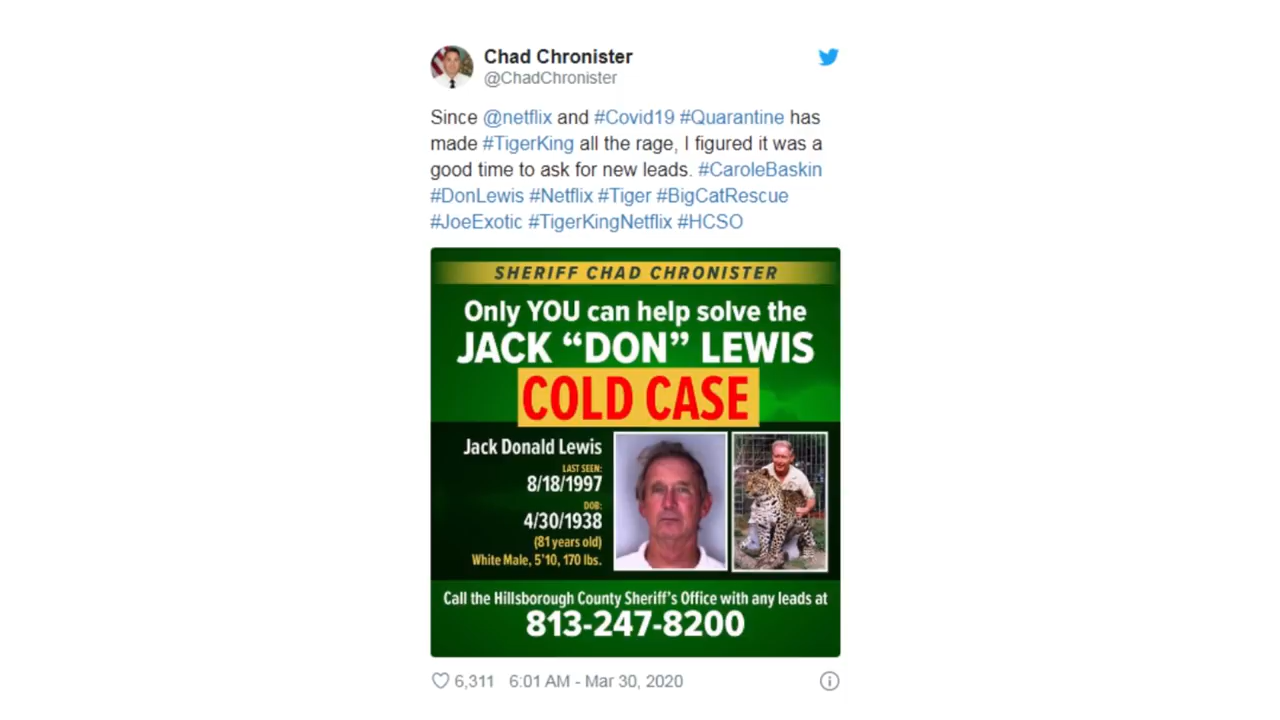 Chad Chronister
@ChadChronister
Since @netflix and #Covid19 #Quarantine has
made #TigerKing all the rage, I figured it was a
good time to ask for new leads. #CaroleBaskin
#DonLewis #Netflix #Tiger #BigCatRescue
#JoeExotic #TigerKingNetflix #HCSO
SHERIFF CHAD CHRONISTER
Only YOU can help solve the
JACK “DON” LEWIS
COLD CASE
Jack Donald Lewis
LAST SEEN:
8/18/1997
DOB:
4/30/1938
(81 years old)
White Male, 5'10, 170 lbs.
Call the Hillsborough County Sheriff's Office with any leads at
813-247-8200
6,311 6:01 AM - Mar 30, 2020